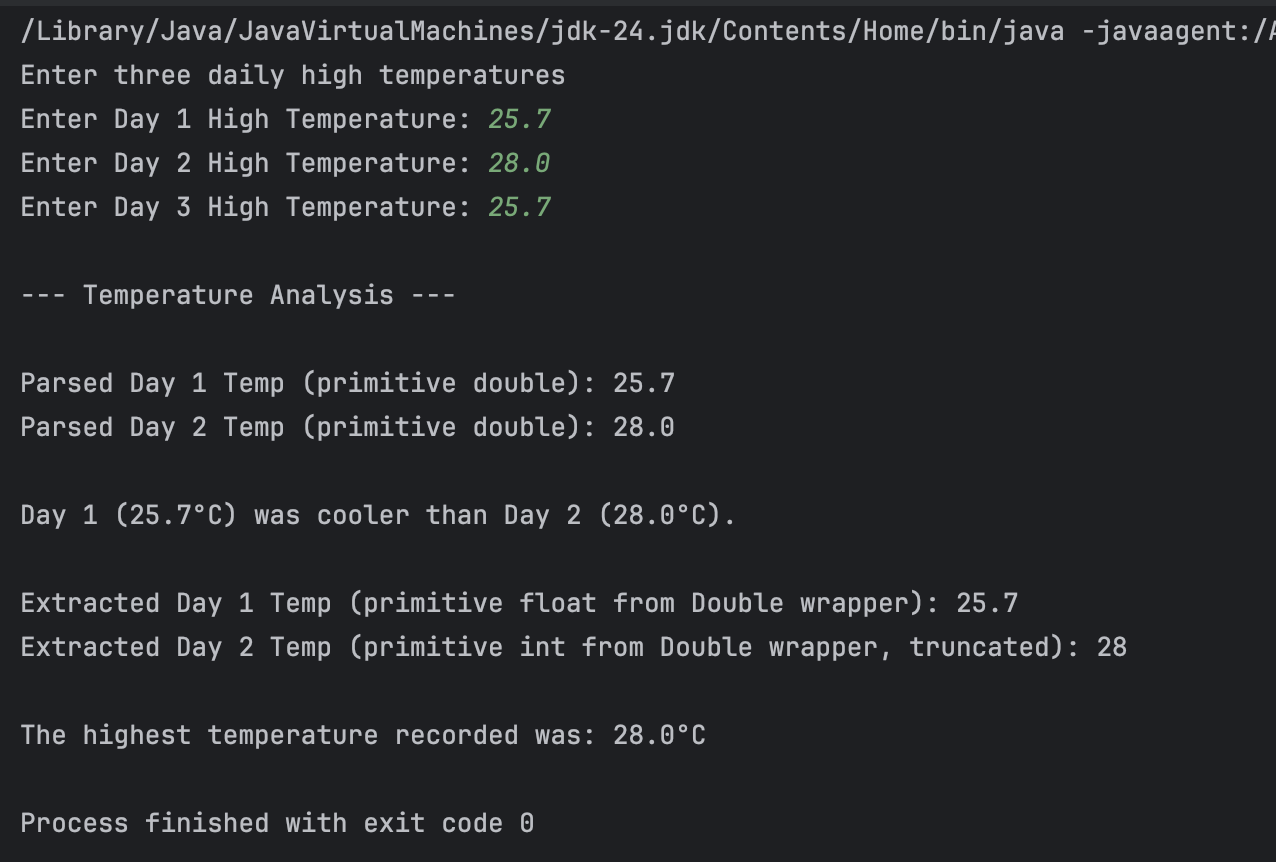 /Library/Java/JavaVirtualMachines/jdk-24.jdk/Contents/Home/bin/java -javaagent:/
Enter three daily high temperatures
Enter Day 1 High Temperature: 25.7
Enter Day 2 High Temperature: 28.0
Enter Day 3 High Temperature: 25.7
--- Temperature Analysis ---
Parsed Day 1 Temp (primitive double): 25.7
Parsed Day 2 Temp (primitive double): 28.0
Day 1 (25.7°C) was cooler than Day 2 (28.0°C).
Extracted Day 1 Temp (primitive float from Double wrapper): 25.7
Extracted Day 2 Temp (primitive int from Double wrapper, truncated): 28
The highest temperature recorded was: 28.0°C
Process finished with exit code 0